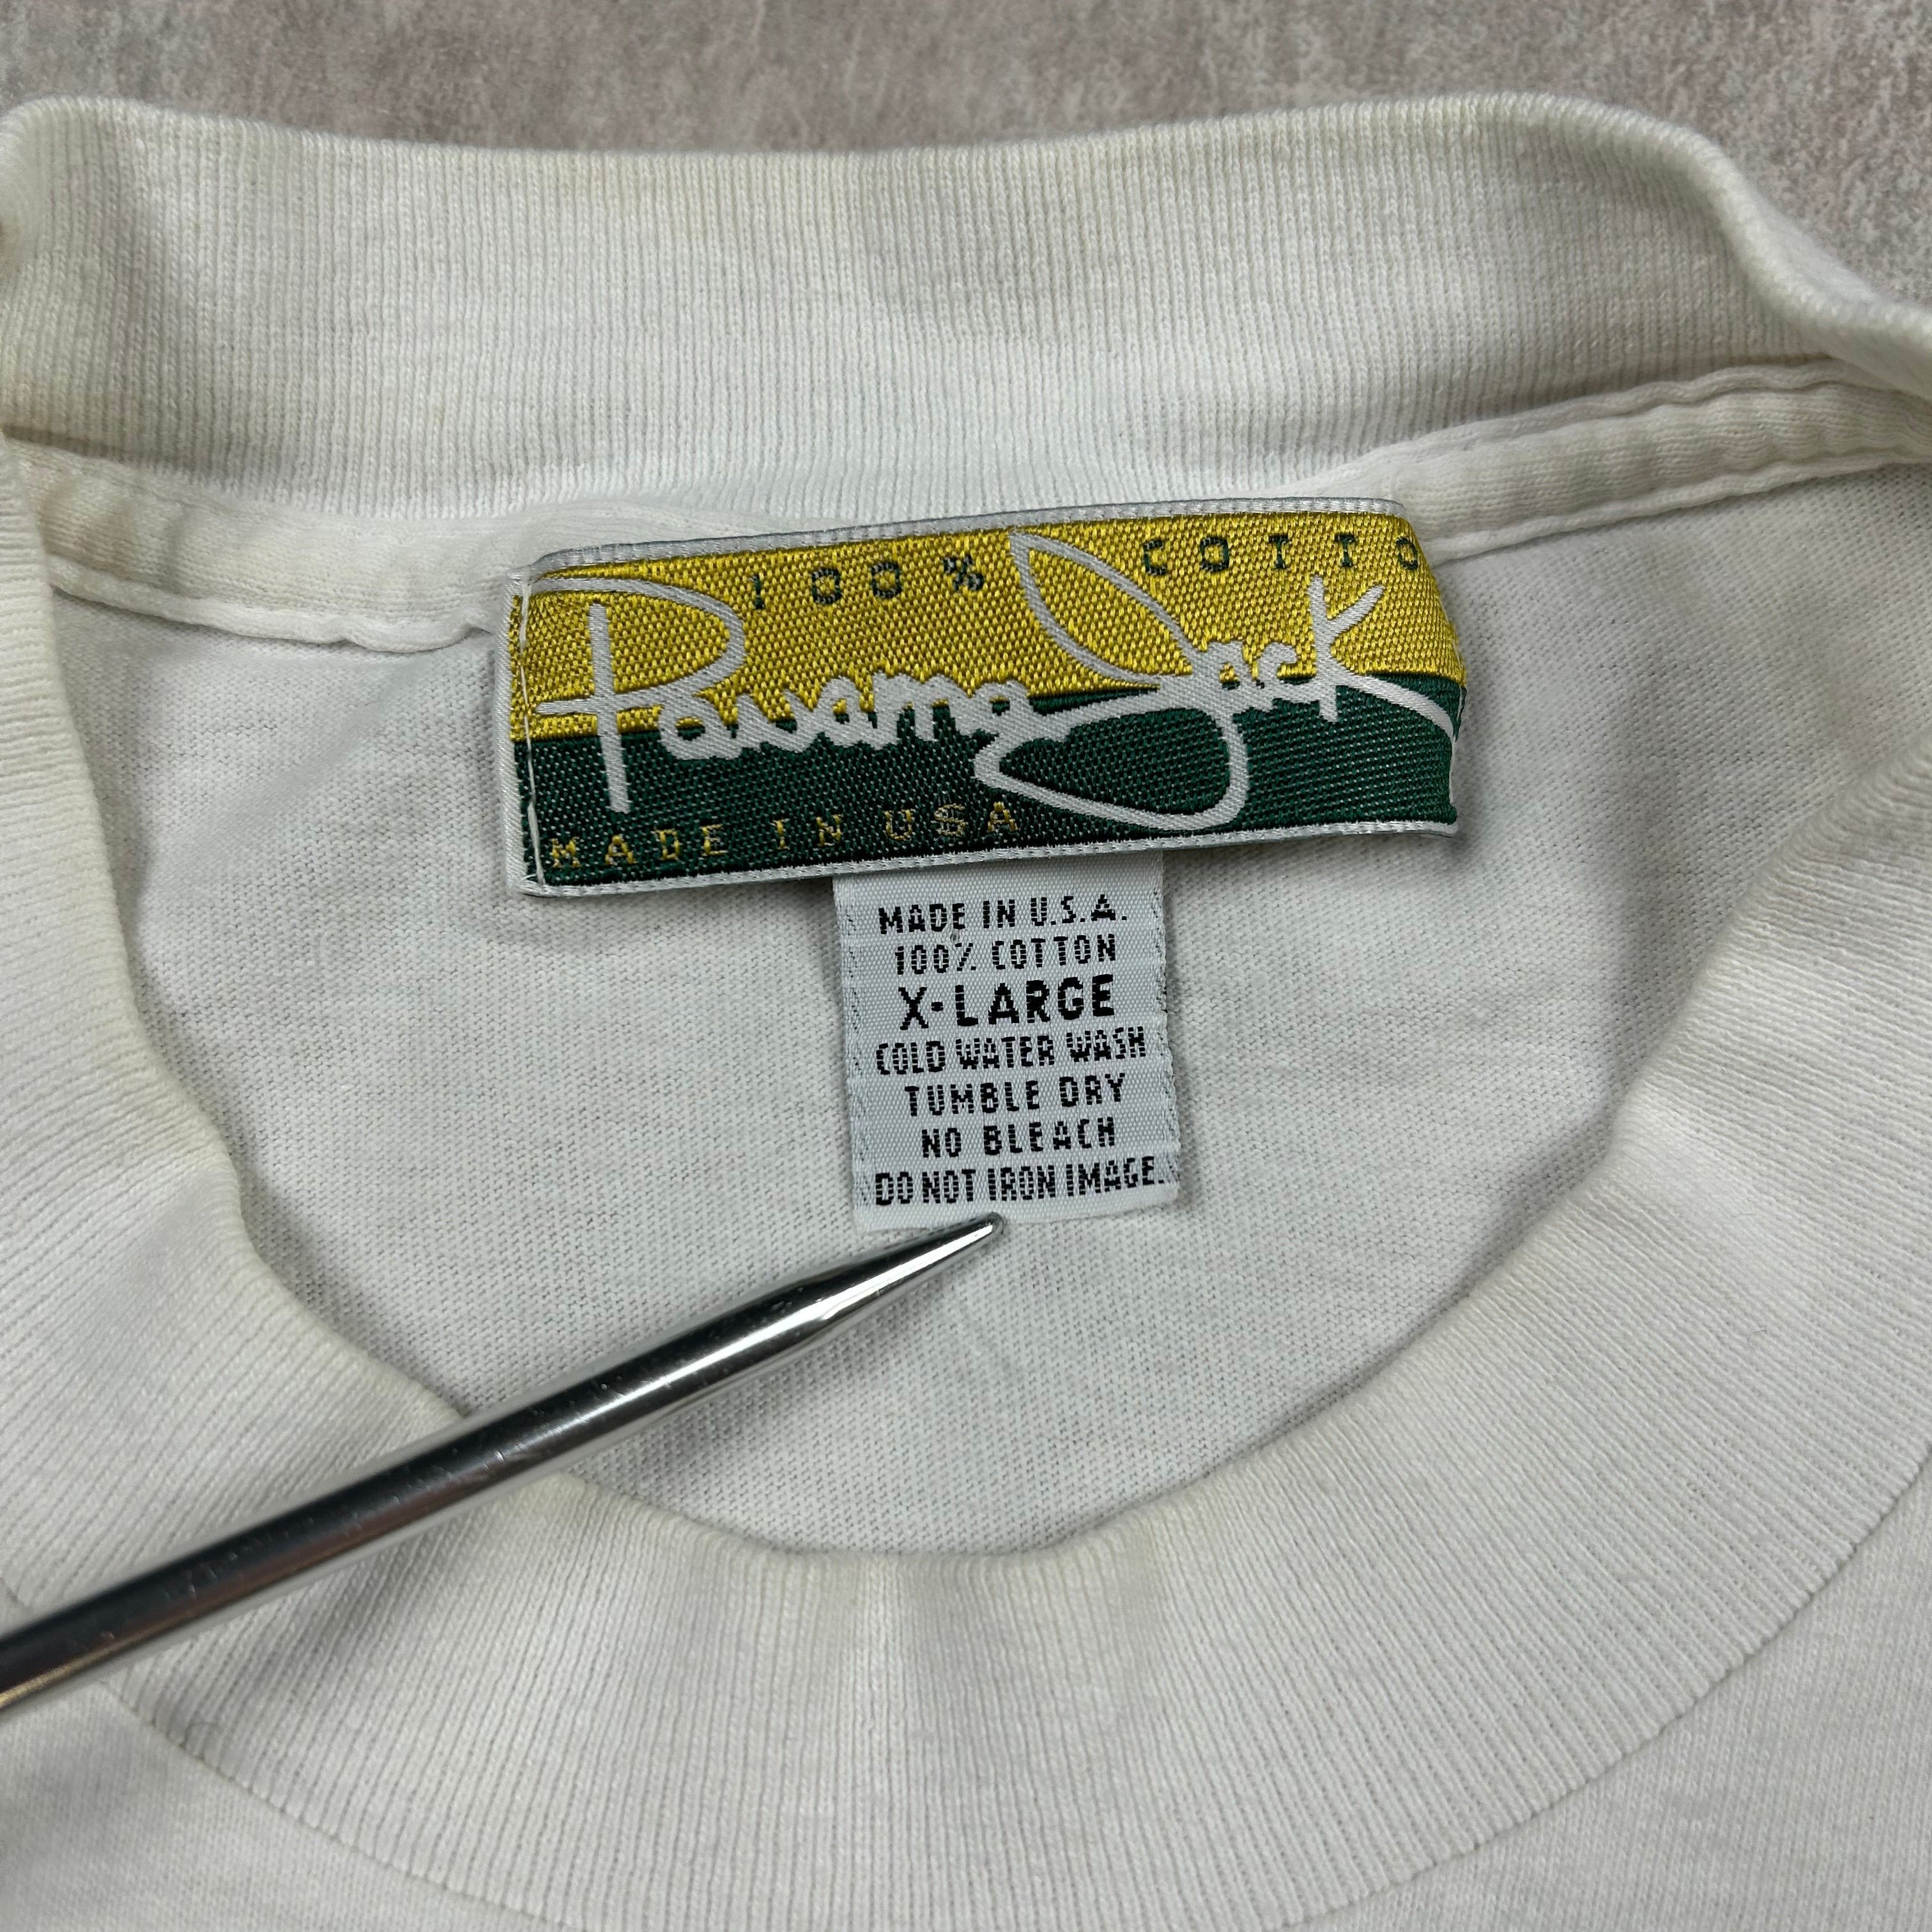 100% COTTO
Panama Jack
MADE IN USA
MADE IN U.S.A.
100% COTTON
X-LARGE
COLD WATER WASH
TUMBLE DRY
NO BLEACH
DO NOT IRON IMAGE.